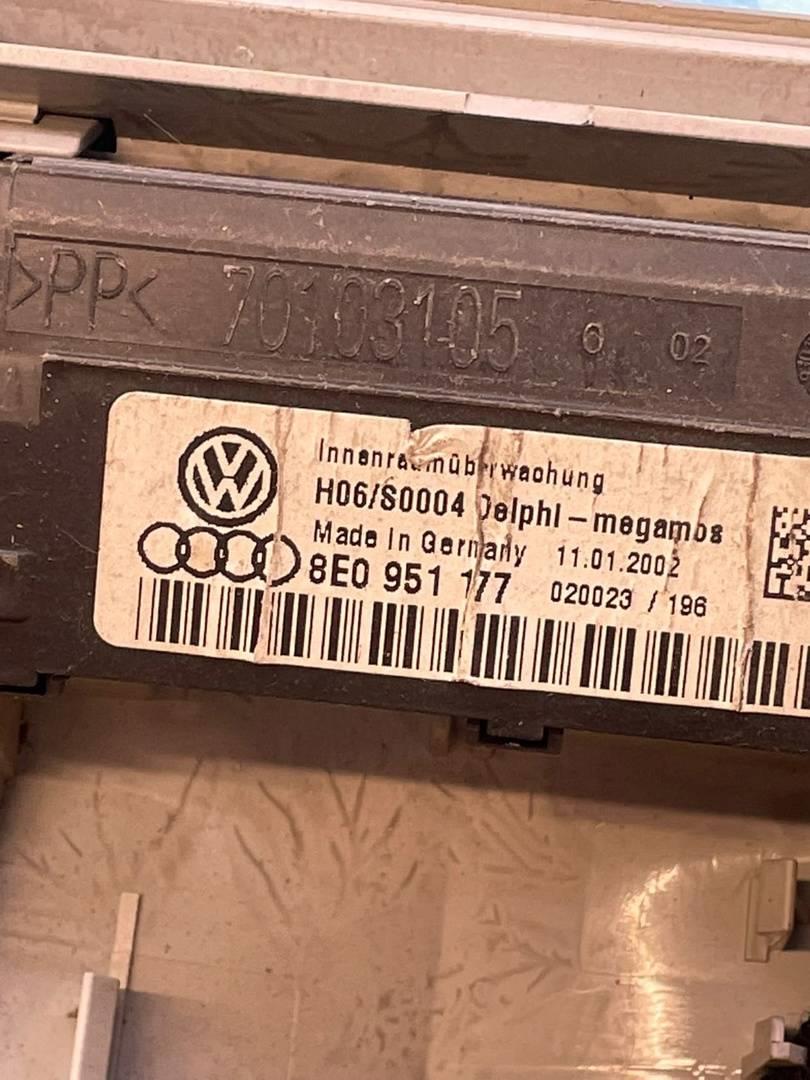 >PP< 70103105 6 02
Innenraumüberwachung
H06/S0004 Delphi-megamos
Made in Germany 11.01.2002
8E0 951 177 020023 / 196